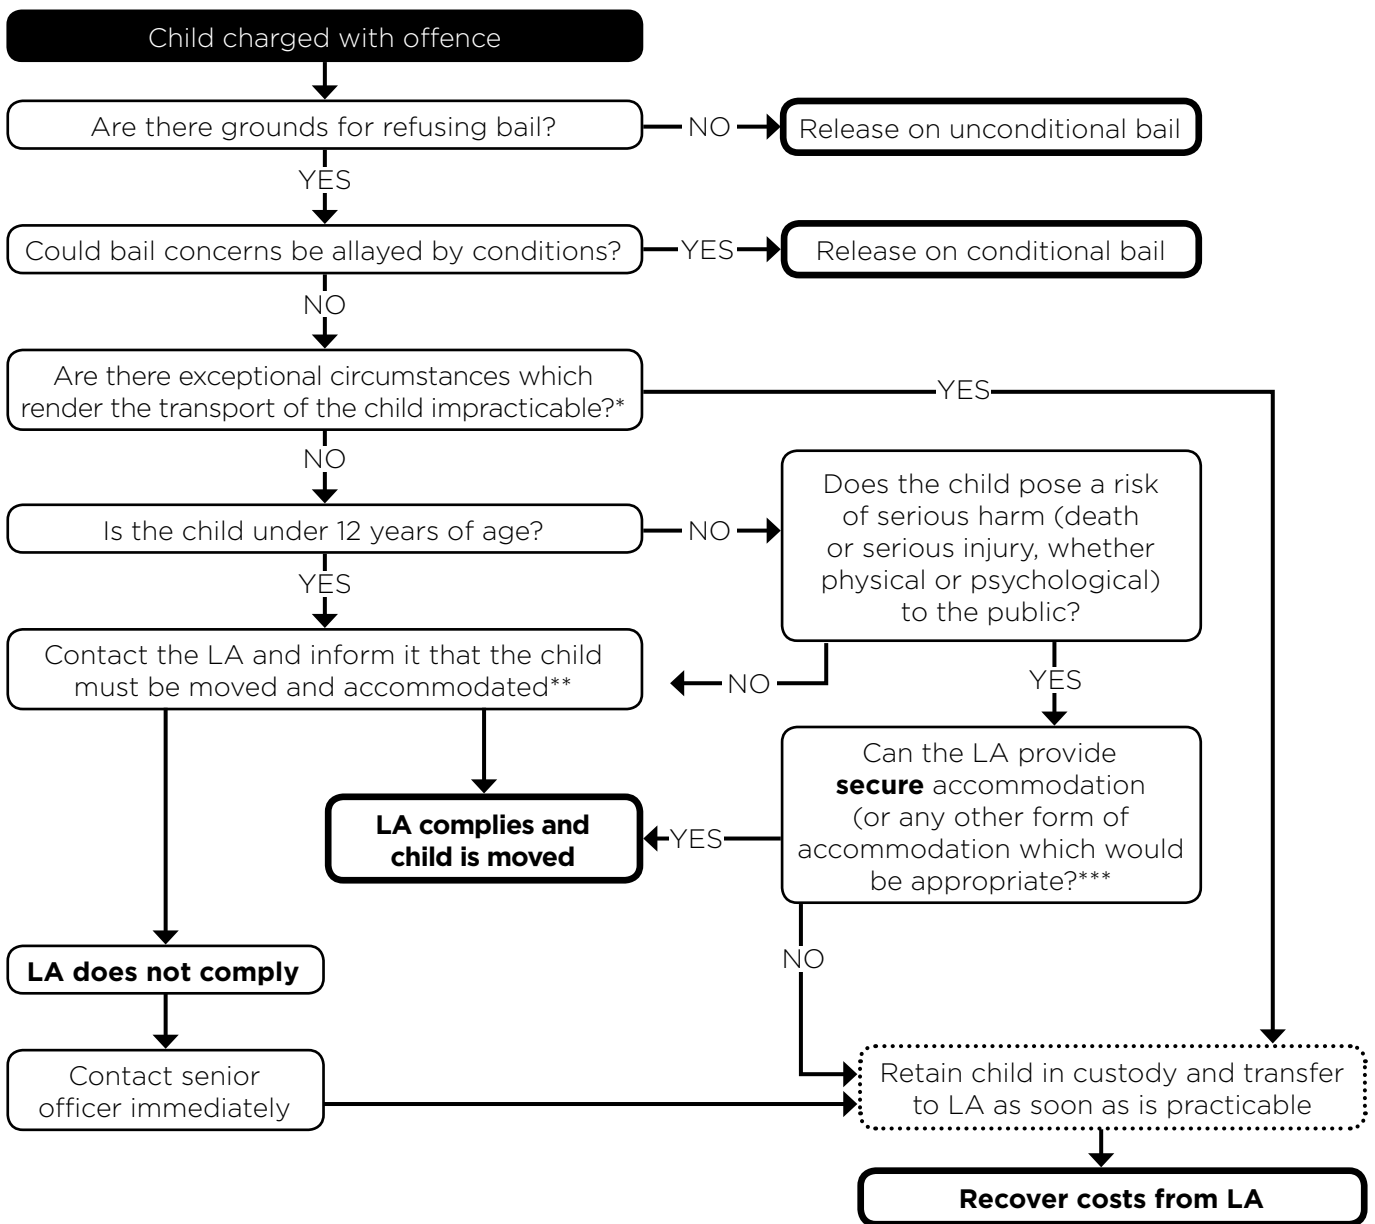 Child charged with offence
Are there grounds for refusing bail?
NO
Release on unconditional bail
YES
Could bail concerns be allayed by conditions?
YES
Release on conditional bail
NO
Are there exceptional circumstances which
render the transport of the child impracticable?*
YES
NO
Is the child under 12 years of age?
NO
Does the child pose a risk
of serious harm (death
or serious injury, whether
physical or psychological)
to the public?
YES
Contact the LA and inform it that the child
must be moved and accommodated**
NO
YES
Can the LA provide
secure accommodation
(or any other form of
accommodation which would
be appropriate?***
YES
LA complies and
child is moved
NO
LA does not comply
Contact senior
officer immediately
Retain child in custody and transfer
to LA as soon as is practicable
Recover costs from LA